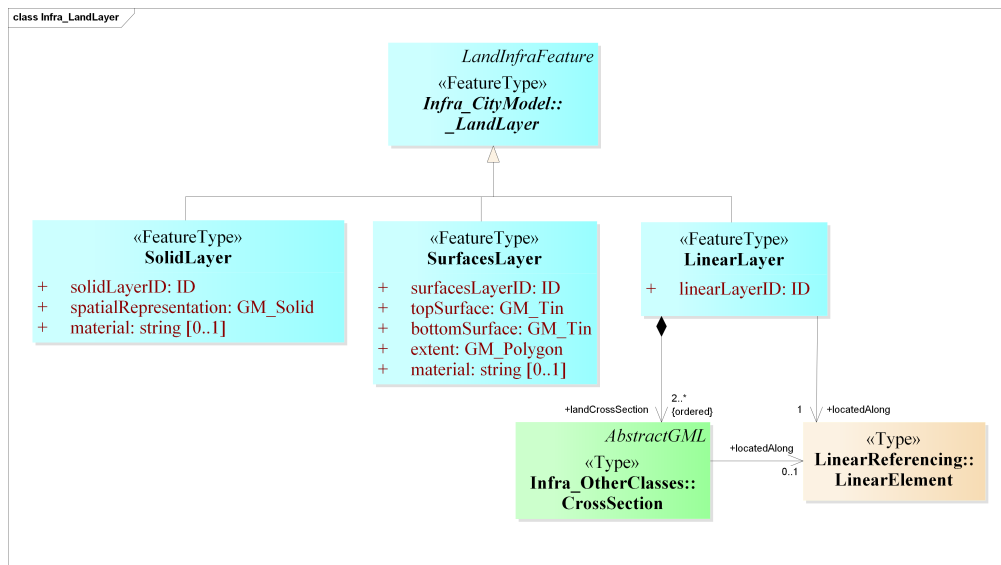 class Infra_LandLayer
LandInfraFeature
«FeatureType»
Infra_CityModel::
_LandLayer
«FeatureType»
SolidLayer
+ solidLayerID: ID
+ spatialRepresentation: GM_Solid
+ material: string [0..1]
«FeatureType»
SurfacesLayer
+ surfacesLayerID: ID
+ topSurface: GM_Tin
+ bottomSurface: GM_Tin
+ extent: GM_Polygon
+ material: string [0..1]
«FeatureType»
LinearLayer
+ linearLayerID: ID
+landCrossSection
2..*
{ordered}
1
+locatedAlong
AbstractGML
«Type»
Infra_OtherClasses::
CrossSection
+locatedAlong
0..1
«Type»
LinearReferencing::
LinearElement